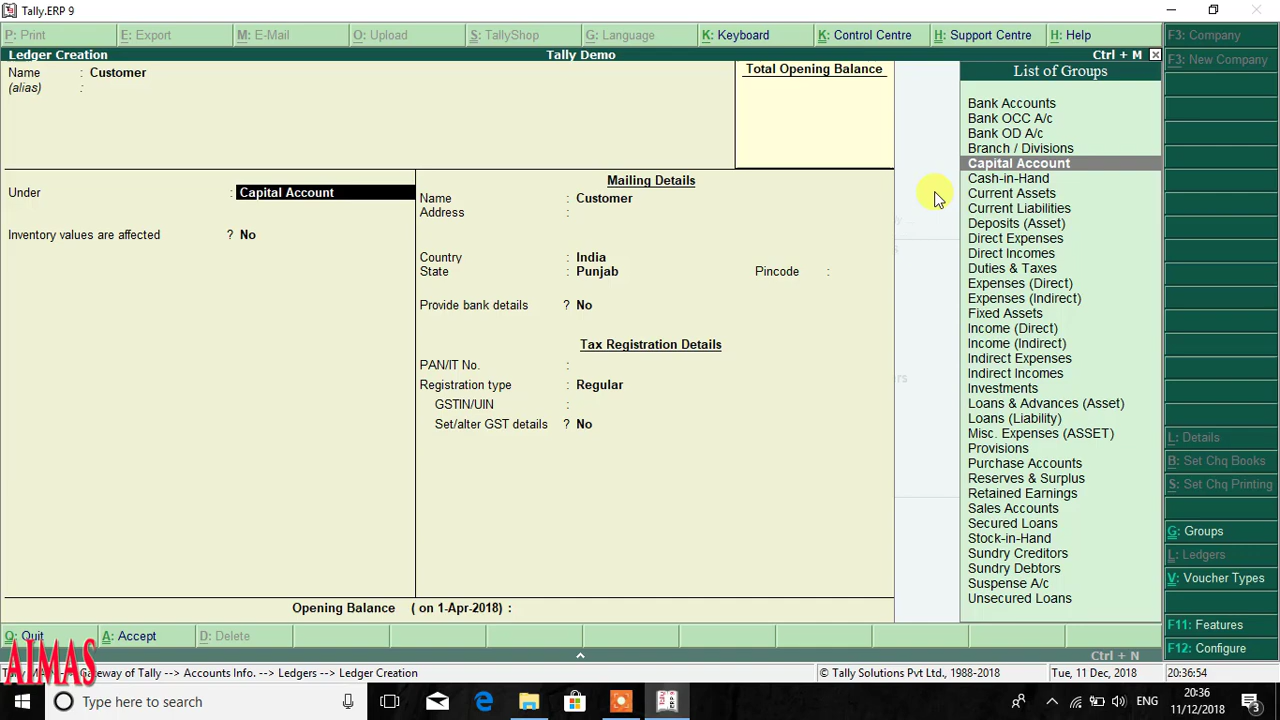 Tally.ERP 9
P: Print
E: Export
M: E-Mail
O: Upload
S: TallyShop
G: Language
K: Keyboard
K: Control Centre
H: Support Centre
H: Help
F3: Company
F3: New Company
Ledger Creation
Tally Demo
Ctrl + M
Name : Customer
(alias) :
Total Opening Balance
Under : Capital Account
Inventory values are affected ? No
Mailing Details
Name : Customer
Address :
Country : India
State : Punjab
Pincode :
Provide bank details ? No
Tax Registration Details
PAN/IT No. :
Registration type : Regular
GSTIN/UIN :
Set/alter GST details ? No
Opening Balance ( on 1-Apr-2018) :
List of Groups
Bank Accounts
Bank OCC A/c
Bank OD A/c
Branch / Divisions
Capital Account
Cash-in-Hand
Current Assets
Current Liabilities
Deposits (Asset)
Direct Expenses
Direct Incomes
Duties & Taxes
Expenses (Direct)
Expenses (Indirect)
Fixed Assets
Income (Direct)
Income (Indirect)
Indirect Expenses
Indirect Incomes
Investments
Loans & Advances (Asset)
Loans (Liability)
Misc. Expenses (ASSET)
Provisions
Purchase Accounts
Reserves & Surplus
Retained Earnings
Sales Accounts
Secured Loans
Stock-in-Hand
Sundry Creditors
Sundry Debtors
Suspense A/c
Unsecured Loans
L: Details
B: Set Chq Books
S: Set Chq Printing
G: Groups
L: Ledgers
V: Voucher Types
F11: Features
F12: Configure
Q: Quit
A: Accept
D: Delete
AIMAS
Ctrl + N
Gateway of Tally --> Accounts Info. --> Ledgers --> Ledger Creation
© Tally Solutions Pvt Ltd., 1988-2018
Tue, 11 Dec, 2018
20:36:54
Type here to search
ENG
20:36
11/12/2018
3